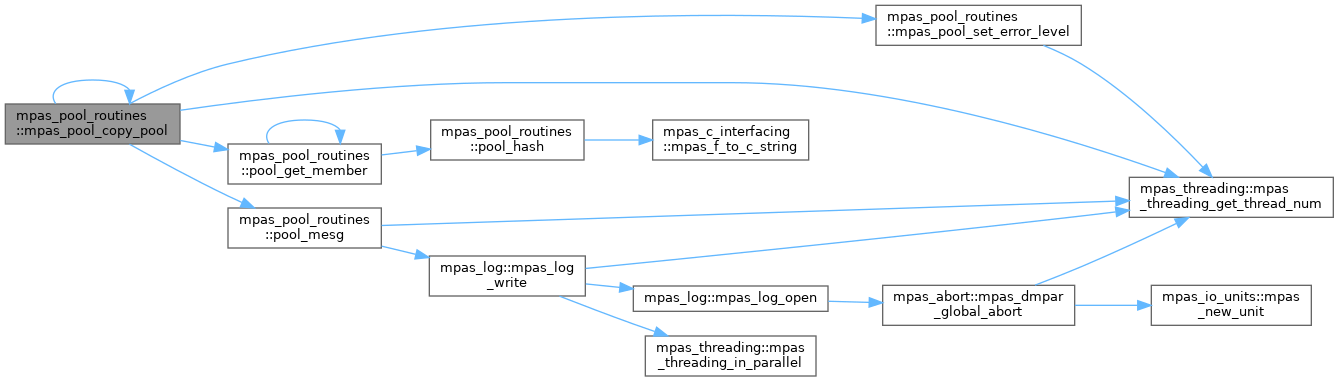 mpas_pool_routines
::mpas_pool_set_error_level
mpas_pool_routines
::mpas_pool_copy_pool
mpas_pool_routines
::pool_hash
mpas_c_interfacing
::mpas_f_to_c_string
mpas_pool_routines
::pool_get_member
mpas_threading::mpas
_threading_get_thread_num
mpas_pool_routines
::pool_mesg
mpas_log::mpas_log
_write
mpas_log::mpas_log_open
mpas_abort::mpas_dmpar
_global_abort
mpas_io_units::mpas
_new_unit
mpas_threading::mpas
_threading_in_parallel